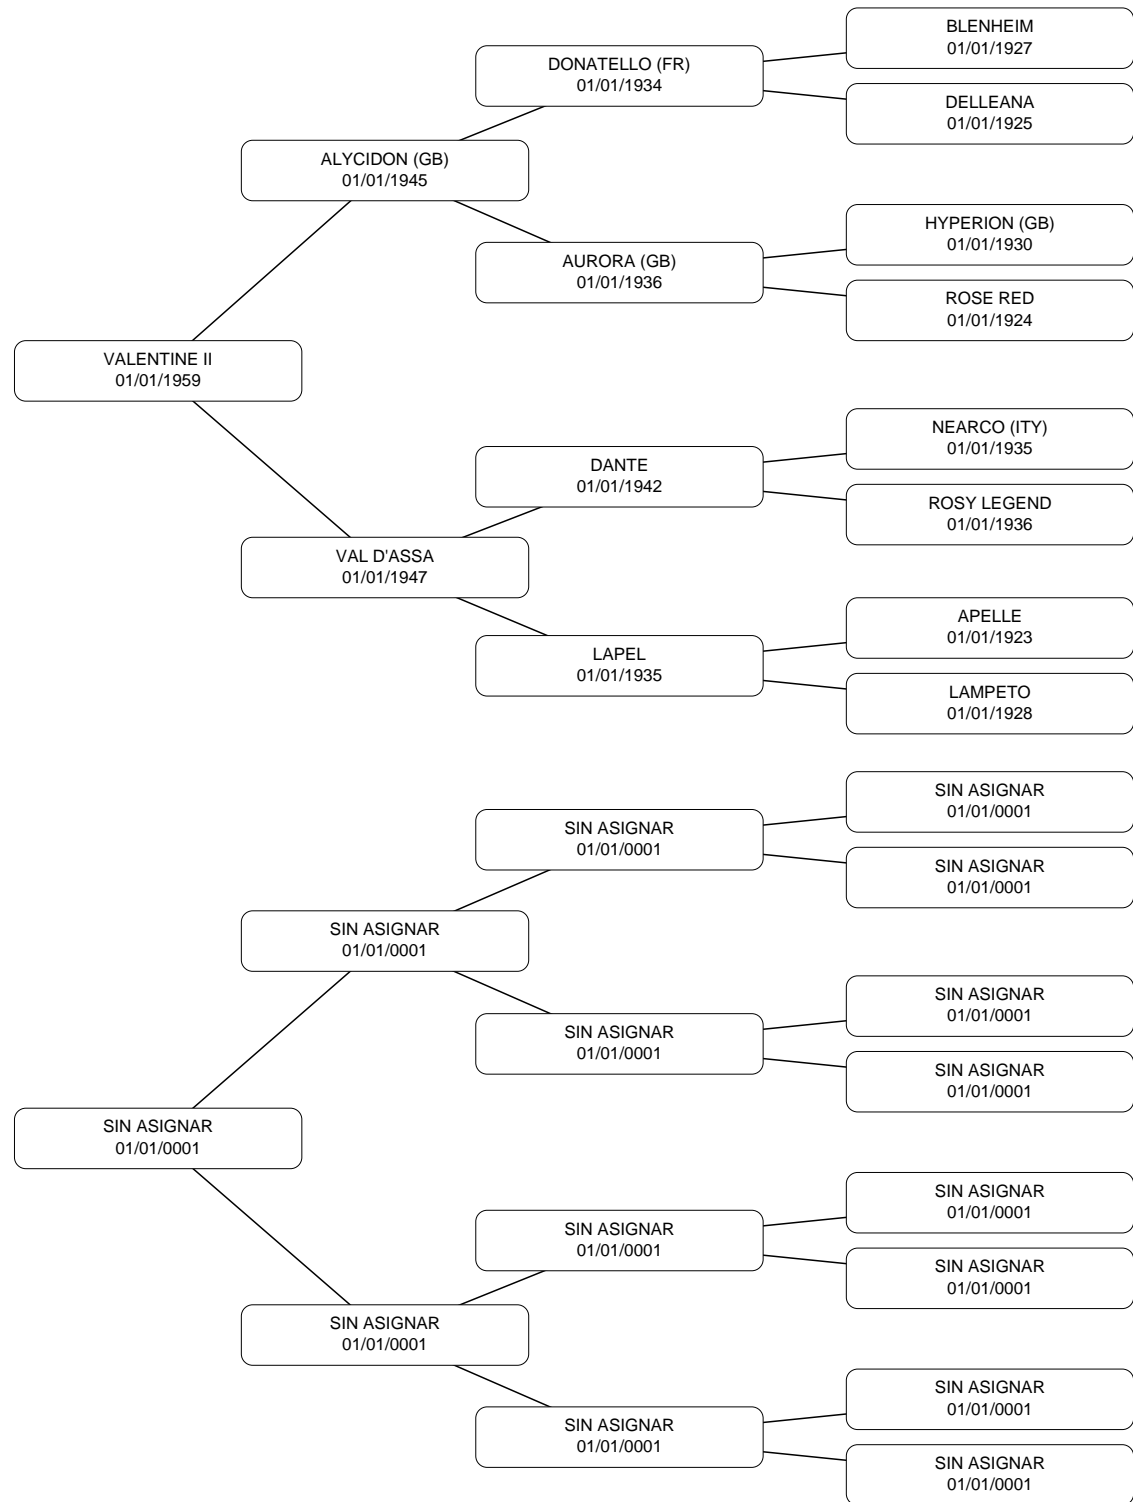 BLENHEIM
01/01/1927
DONATELLO (FR)
01/01/1934
DELLEANA
01/01/1925
ALYCIDON (GB)
01/01/1945
HYPERION (GB)
01/01/1930
AURORA (GB)
01/01/1936
ROSE RED
01/01/1924
VALENTINE II
01/01/1959
NEARCO (ITY)
01/01/1935
DANTE
01/01/1942
ROSY LEGEND
01/01/1936
VAL D'ASSA
01/01/1947
APELLE
01/01/1923
LAPEL
01/01/1935
LAMPETO
01/01/1928
SIN ASIGNAR
01/01/0001
SIN ASIGNAR
01/01/0001
SIN ASIGNAR
01/01/0001
SIN ASIGNAR
01/01/0001
SIN ASIGNAR
01/01/0001
SIN ASIGNAR
01/01/0001
SIN ASIGNAR
01/01/0001
SIN ASIGNAR
01/01/0001
SIN ASIGNAR
01/01/0001
SIN ASIGNAR
01/01/0001
SIN ASIGNAR
01/01/0001
SIN ASIGNAR
01/01/0001
SIN ASIGNAR
01/01/0001
SIN ASIGNAR
01/01/0001
SIN ASIGNAR
01/01/0001